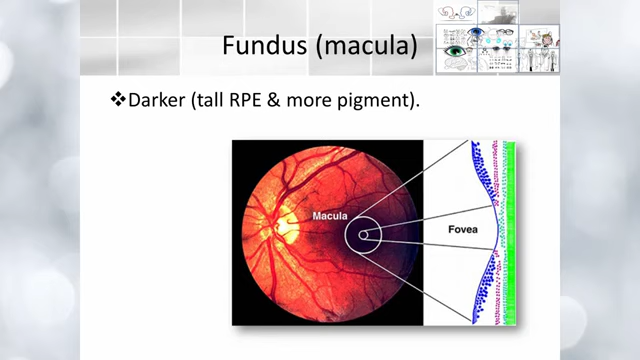 Fundus (macula)
❖Darker (tall RPE & more pigment).
Macula
Fovea